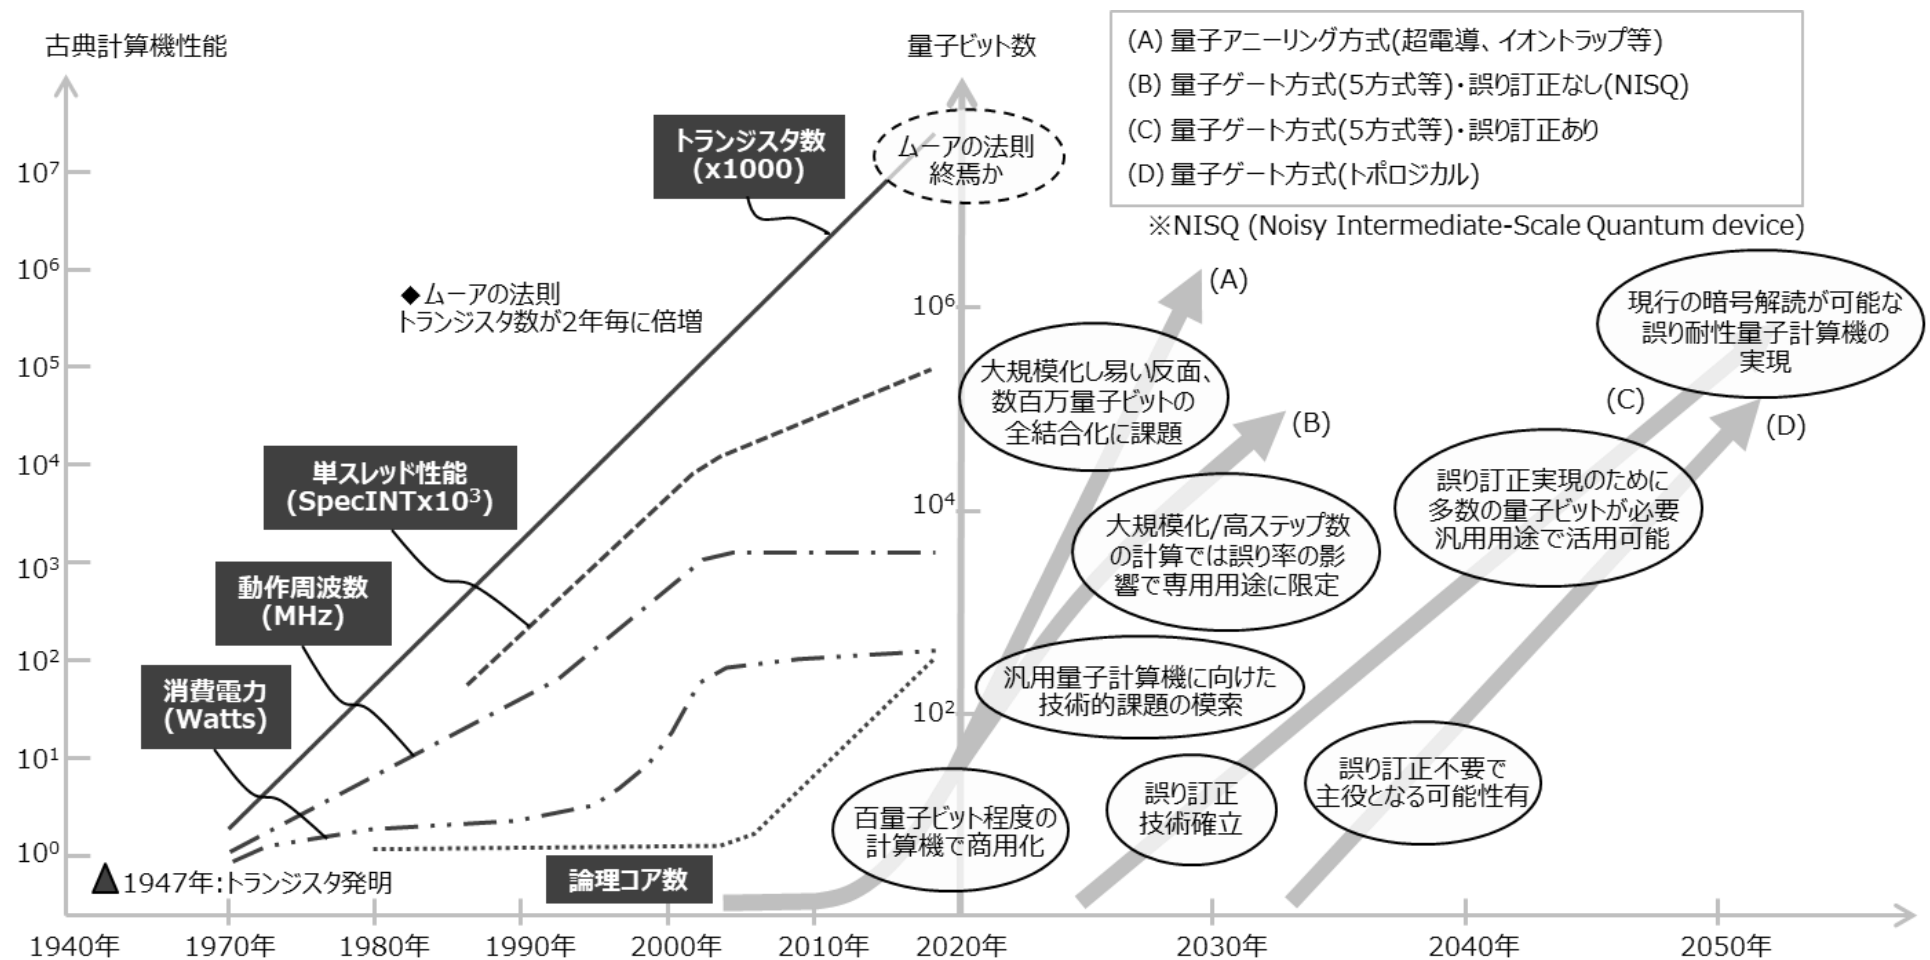 古典計算機性能
量子ビット数
(A) 量子アニーリング方式(超電導、イオントラップ等)
(B) 量子ゲート方式(5方式等)・誤り訂正なし(NISQ)
(C) 量子ゲート方式(5方式等)・誤り訂正あり
(D) 量子ゲート方式(トポロジカル)
※NISQ (Noisy Intermediate-Scale Quantum device)
トランジスタ数
(x1000)
ムーアの法則
終焉か
10⁷
10⁶
10⁵
10⁴
10³
10²
10¹
10⁰
◆ムーアの法則
トランジスタ数が2年毎に倍増
単スレッド性能
(SpecINTx10³)
動作周波数
(MHz)
消費電力
(Watts)
論理コア数
▲1947年:トランジスタ発明
10⁶
10⁴
10²
(A)
(B)
(C)
(D)
大規模化し易い反面、
数百万量子ビットの
全結合化に課題
現行の暗号解読が可能な
誤り耐性量子計算機の
実現
大規模化/高ステップ数
の計算では誤り率の影
響で専用用途に限定
誤り訂正実現のために
多数の量子ビットが必要
汎用用途で活用可能
汎用量子計算機に向けた
技術的課題の模索
百量子ビット程度の
計算機で商用化
誤り訂正
技術確立
誤り訂正不要で
主役となる可能性有
1940年
1970年
1980年
1990年
2000年
2010年
2020年
2030年
2040年
2050年